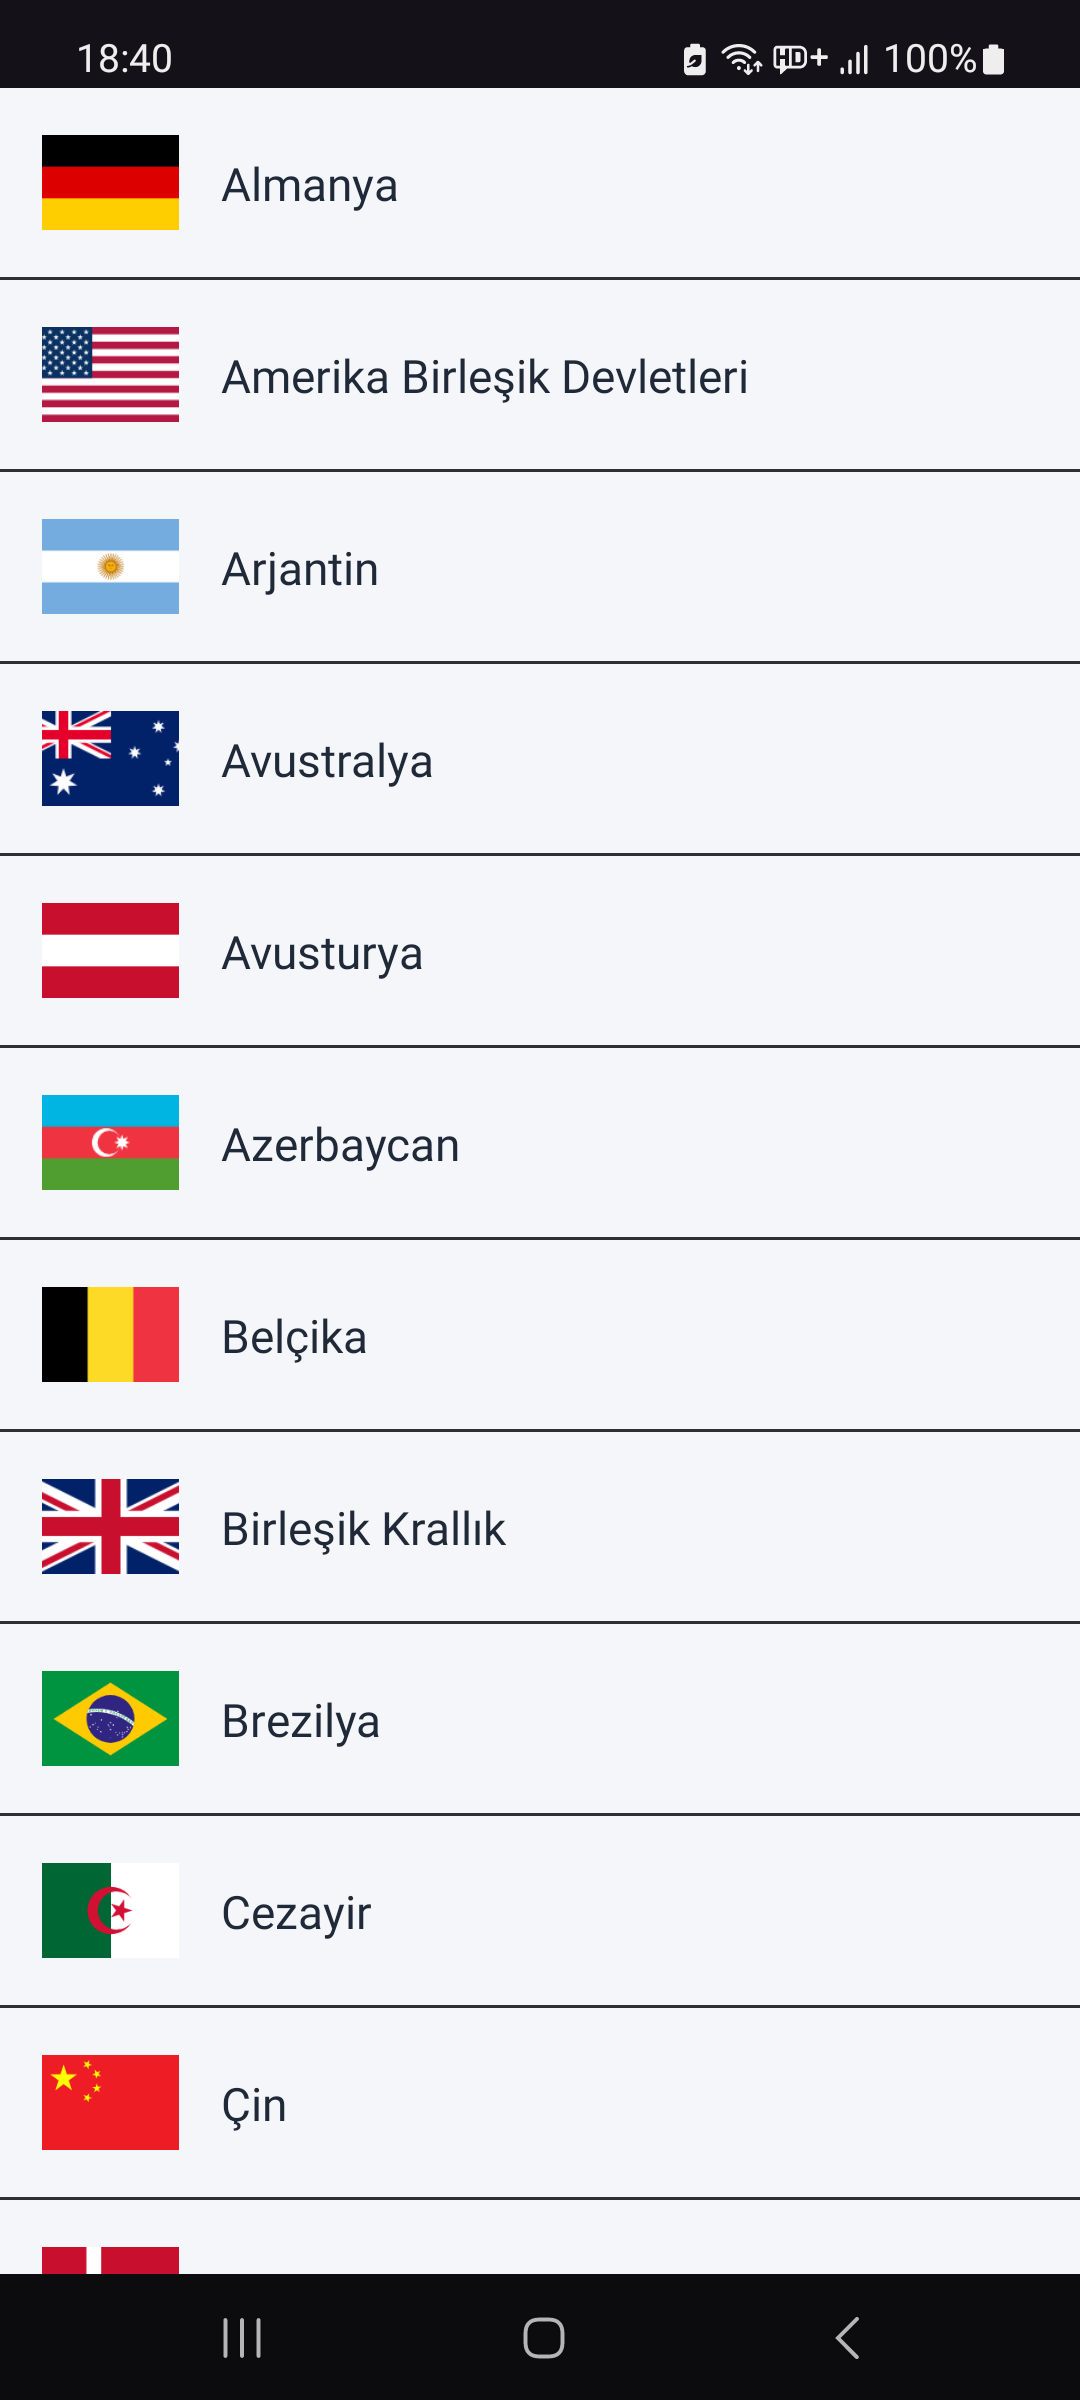 18:40 100%
Almanya
Amerika Birleşik Devletleri
Arjantin
Avustralya
Avusturya
Azerbaycan
Belçika
Birleşik Krallık
Brezilya
Cezayir
Çin